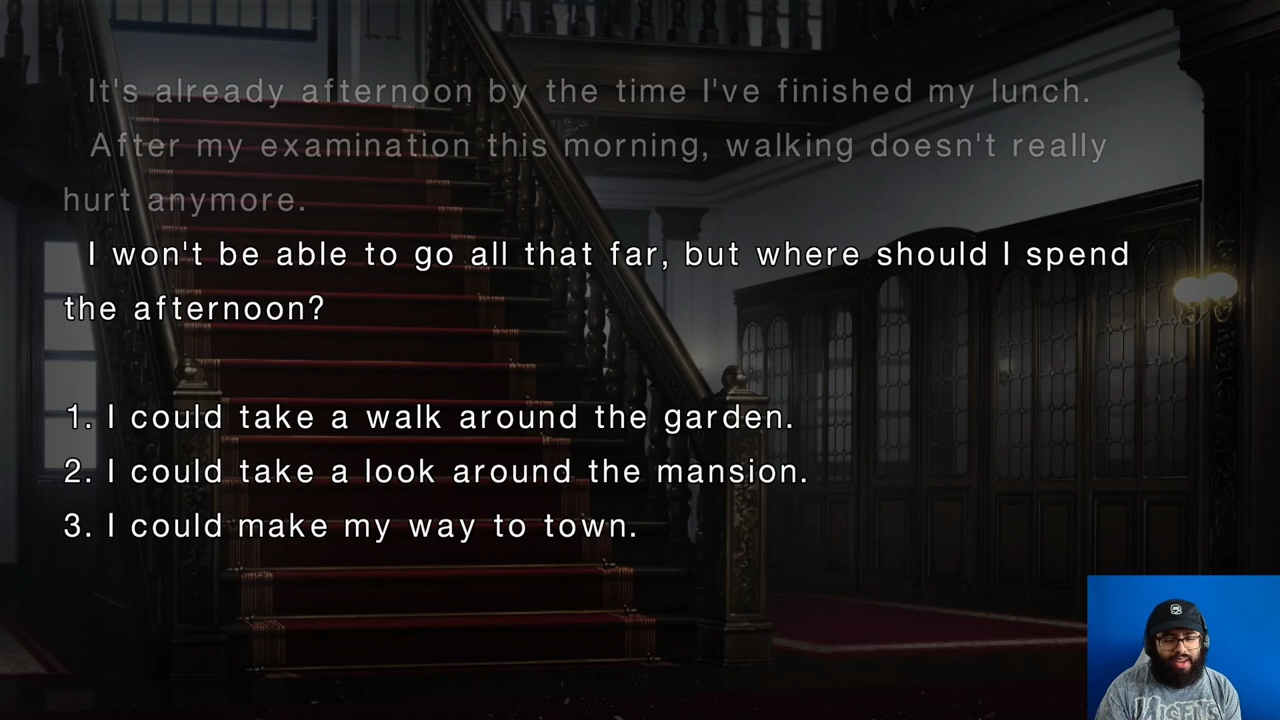 It's already afternoon by the time I've finished my lunch.
After my examination this morning, walking doesn't really
hurt anymore.
I won't be able to go all that far, but where should I spend
the afternoon?
1. I could take a walk around the garden.
2. I could take a look around the mansion.
3. I could make my way to town.